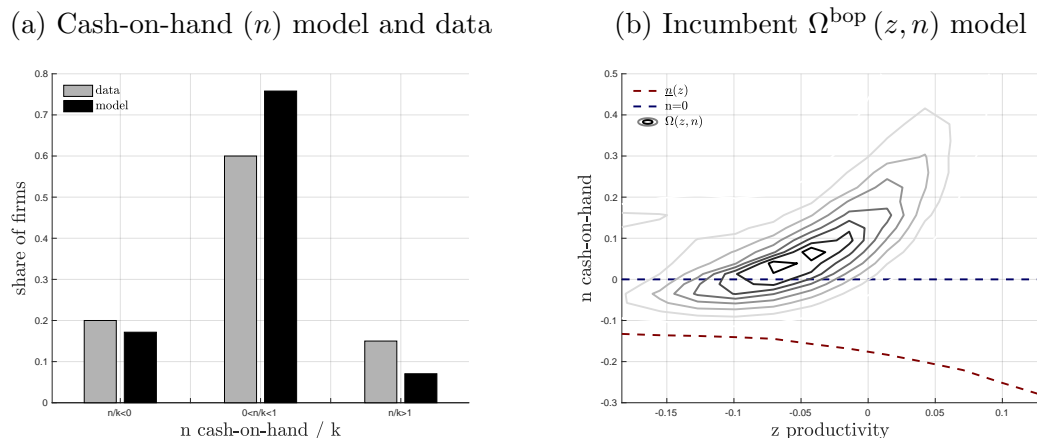 (a) Cash-on-hand (n) model and data
0.8
0.7
0.6
0.5
0.4
0.3
0.2
0.1
0
share of firms
data
model
n/k<0
0<n/k<1
n/k>1
n cash-on-hand / k
(b) Incumbent Ω^bop (z, n) model
0.5
0.4
0.3
0.2
0.1
0
-0.1
-0.2
-0.3
n cash-on-hand
n(z)
n=0
Ω(z, n)
-0.15
-0.1
-0.05
0
0.05
0.1
z productivity